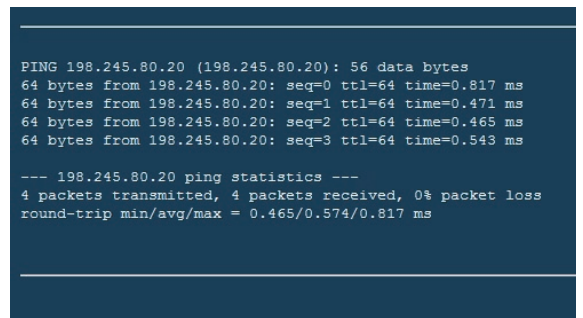 PING 198.245.80.20 (198.245.80.20): 56 data bytes
64 bytes from 198.245.80.20: seq=0 ttl=64 time=0.817 ms
64 bytes from 198.245.80.20: seq=1 ttl=64 time=0.471 ms
64 bytes from 198.245.80.20: seq=2 ttl=64 time=0.465 ms
64 bytes from 198.245.80.20: seq=3 ttl=64 time=0.543 ms
--- 198.245.80.20 ping statistics ---
4 packets transmitted, 4 packets received, 0% packet loss
round-trip min/avg/max = 0.465/0.574/0.817 ms